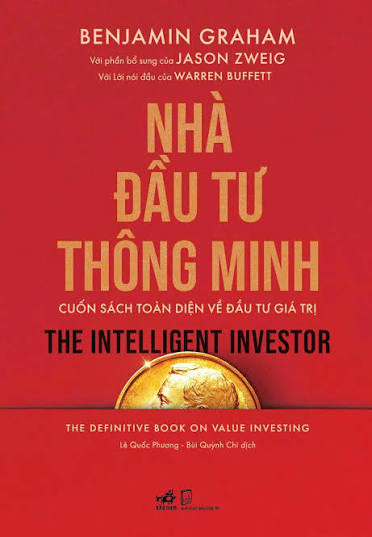 BENJAMIN GRAHAM
Với phần bổ sung của JASON ZWEIG
Với Lời nói đầu của WARREN BUFFETT
NHÀ
ĐẦU TƯ
THÔNG MINH
CUỐN SÁCH TOÀN DIỆN VỀ ĐẦU TƯ GIÁ TRỊ
THE INTELLIGENT INVESTOR
THE DEFINITIVE BOOK ON VALUE INVESTING
Lê Quốc Phương - Bùi Quỳnh Chi dịch